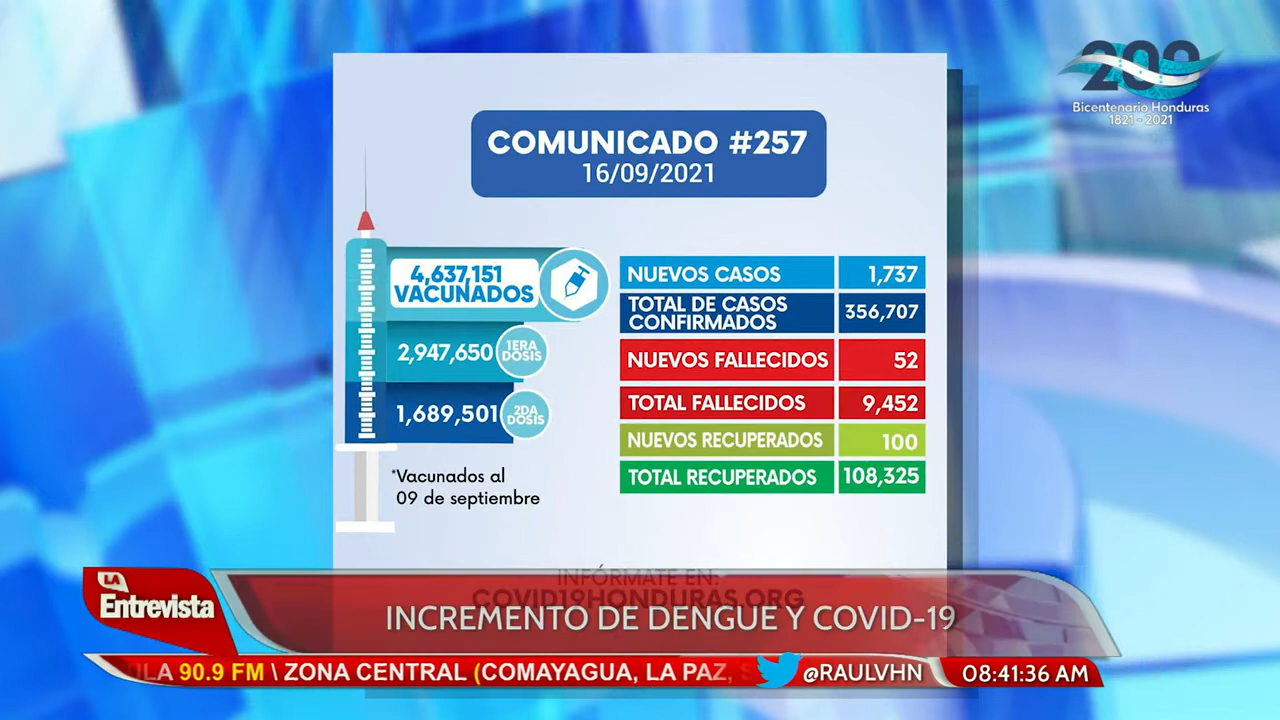 200
Bicentenario Honduras
1821 - 2021
COMUNICADO #257
16/09/2021
4,637,151
VACUNADOS
2,947,650 1ERA DOSIS
1,689,501 2DA DOSIS
*Vacunados al
09 de septiembre
NUEVOS CASOS 1,737
TOTAL DE CASOS CONFIRMADOS 356,707
NUEVOS FALLECIDOS 52
TOTAL FALLECIDOS 9,452
NUEVOS RECUPERADOS 100
TOTAL RECUPERADOS 108,325
INFÓRMATE EN:
COVID19HONDURAS.ORG
LA
Entrevista
INCREMENTO DE DENGUE Y COVID-19
ULA 90.9 FM \ ZONA CENTRAL (COMAYAGUA, LA PAZ, @RAULVHN 08:41:36 AM